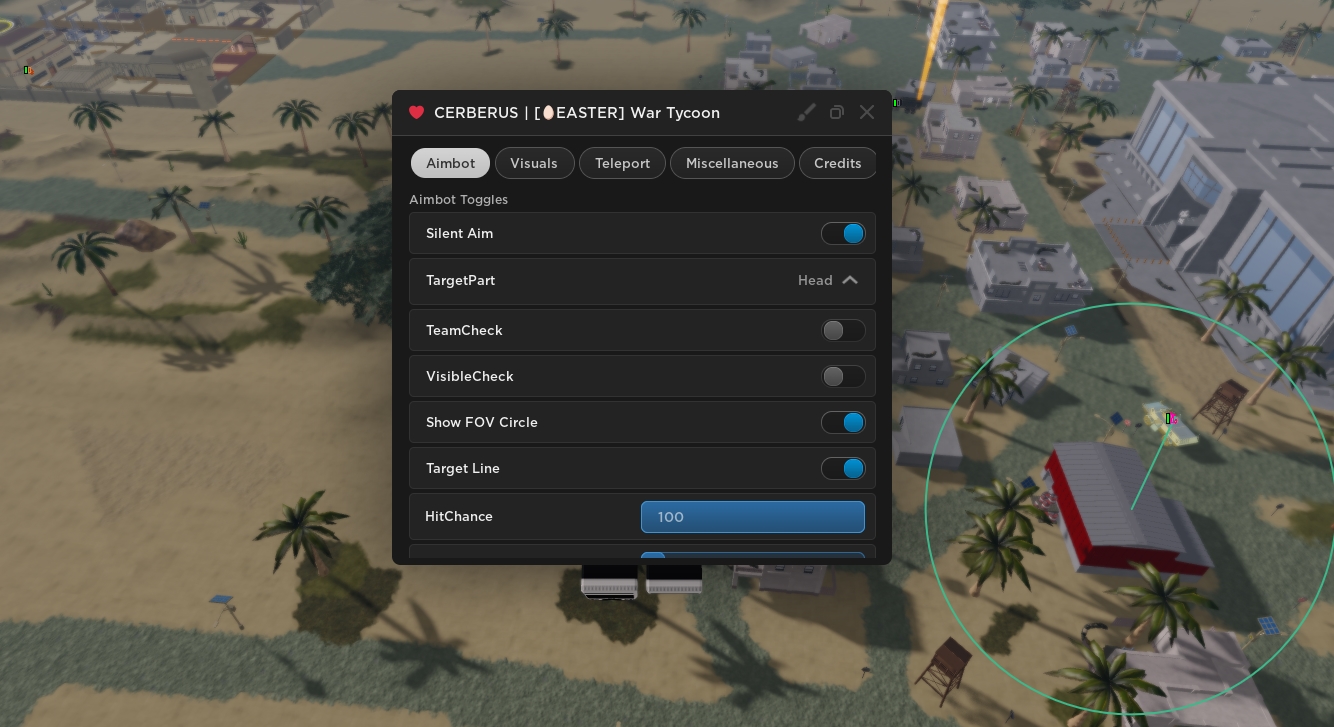 CERBERUS | [🥚EASTER] War Tycoon
Aimbot Visuals Teleport Miscellaneous Credits
Aimbot Toggles
Silent Aim
TargetPart Head
TeamCheck
VisibleCheck
Show FOV Circle
Target Line
HitChance 100